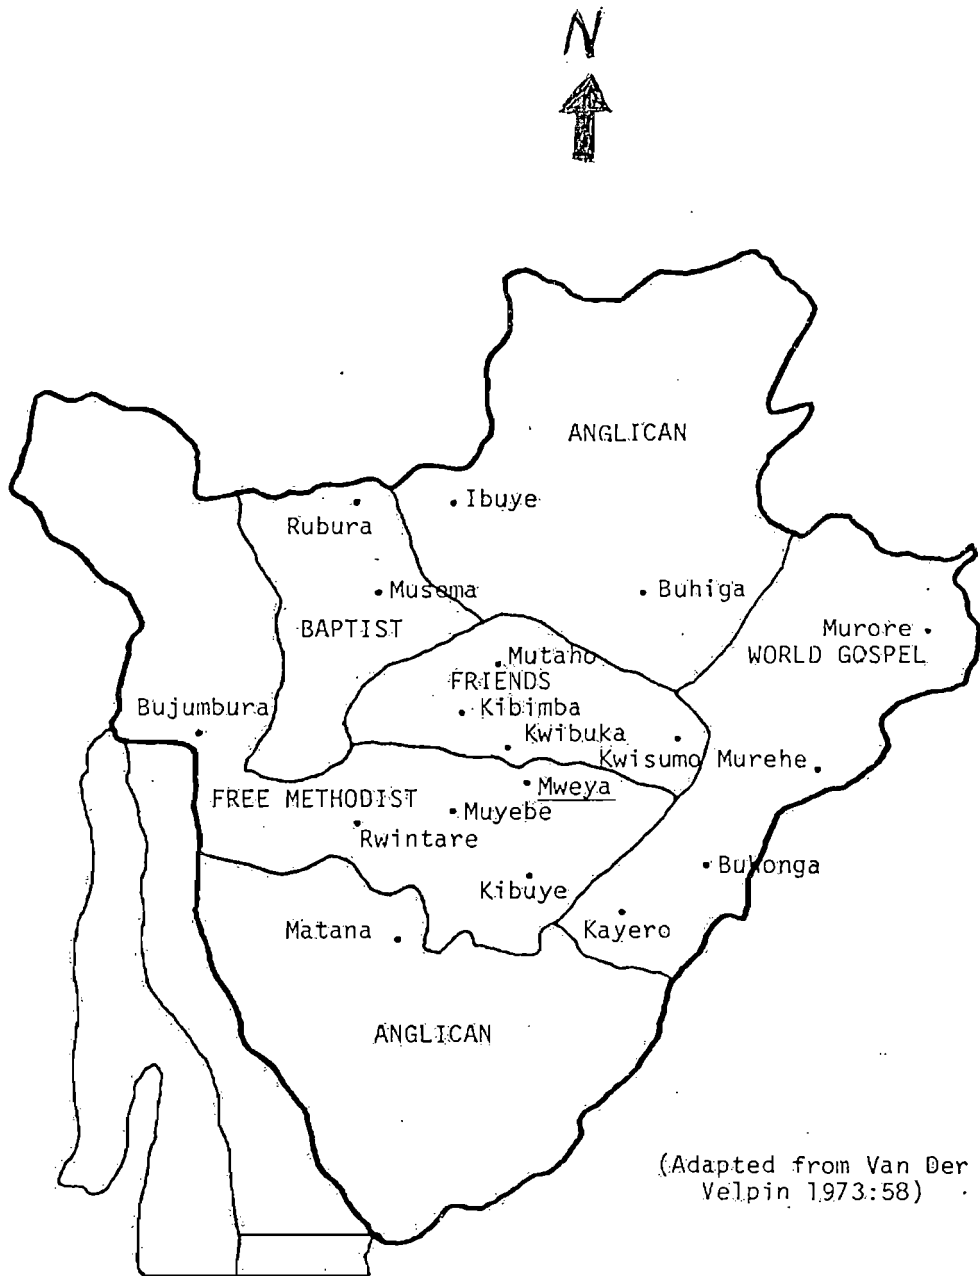 N
ANGLICAN
Ibuye
Rubura
Musema
Buhiga
BAPTIST
Murore
WORLD GOSPEL
Mutaho
FRIENDS
Kibimba
Bujumbura
Kwibuka
Kwisumo
Murehe
Mweya
FREE METHODIST
Muyebe
Rwintare
Buhonga
Kibuye
Kayero
Matana
ANGLICAN
(Adapted from Van Der
Velpin 1973:58)